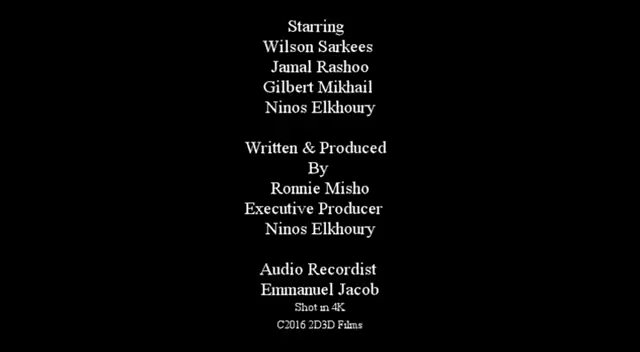 Starring
Wilson Sarkees
Jamal Rashoo
Gilbert Mikhail
Ninos Elkhoury
Written & Produced
By
Ronnie Misho
Executive Producer
Ninos Elkhoury
Audio Recordist
Emmanuel Jacob
Shot in 4K
C2016 2D3D Films